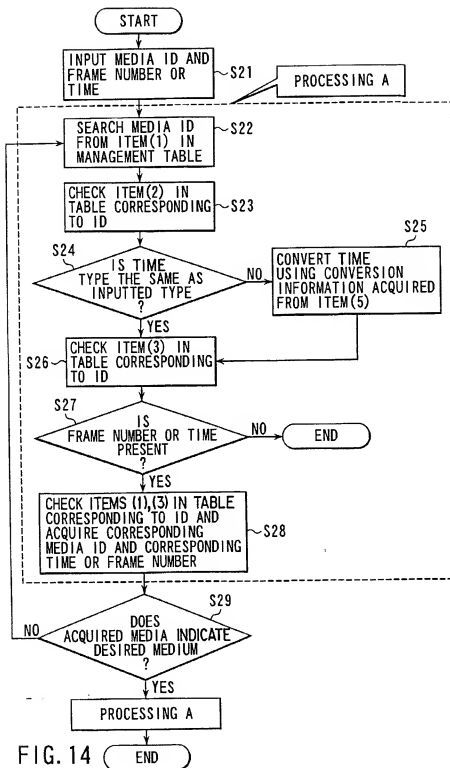 START
INPUT MEDIA ID AND
FRAME NUMBER OR
TIME
S21
PROCESSING A
SEARCH MEDIA ID
FROM ITEM(1) IN
MANAGEMENT TABLE
S22
CHECK ITEM(2) IN
TABLE CORRESPONDING
TO ID
S23
S24
IS TIME
TYPE THE SAME AS
INPUTTED TYPE
?
NO
YES
S25
CONVERT TIME
USING CONVERSION
INFORMATION ACQUIRED
FROM ITEM(5)
S26
CHECK ITEM(3) IN
TABLE CORRESPONDING
TO ID
S27
IS
FRAME NUMBER OR TIME
PRESENT
?
NO
END
YES
CHECK ITEMS (1),(3) IN TABLE
CORRESPONDING TO ID AND
ACQUIRE CORRESPONDING
MEDIA ID AND CORRESPONDING
TIME OR FRAME NUMBER
S28
S29
DOES
ACQUIRED MEDIA INDICATE
DESIRED MEDIUM
?
NO
YES
PROCESSING A
END
FIG. 14